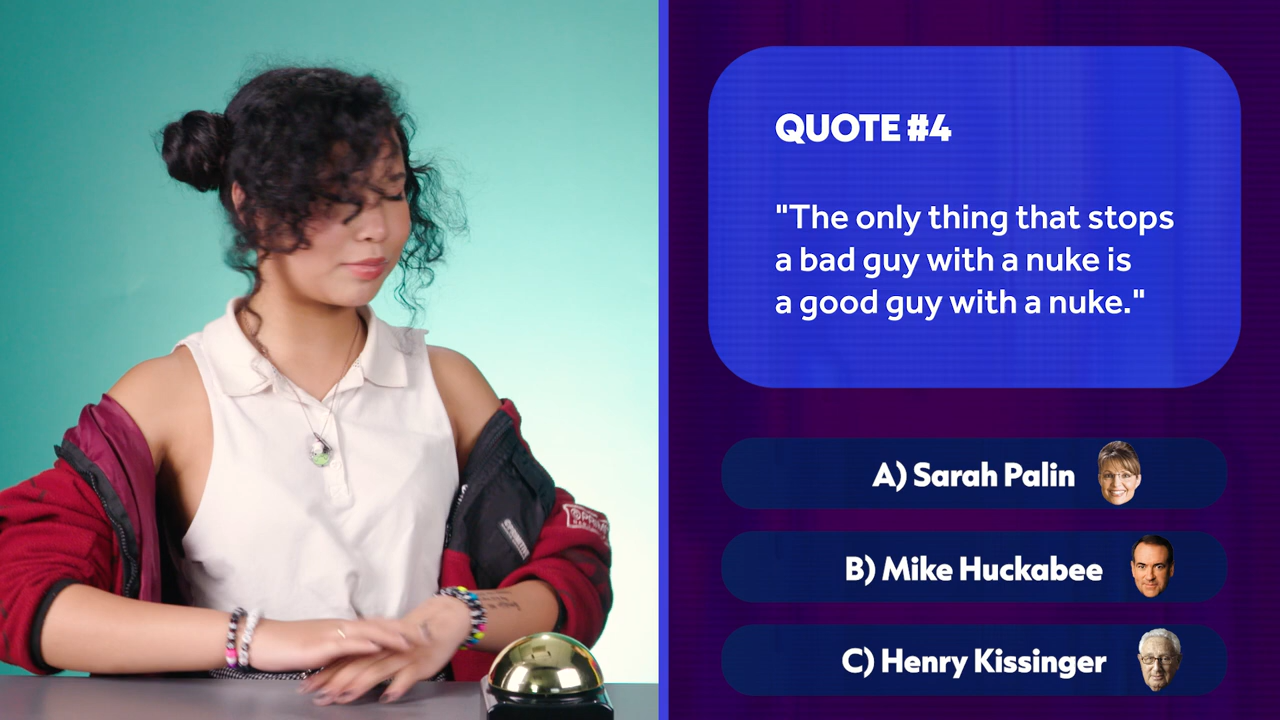 QUOTE #4
"The only thing that stops
a bad guy with a nuke is
a good guy with a nuke."
A) Sarah Palin
B) Mike Huckabee
C) Henry Kissinger